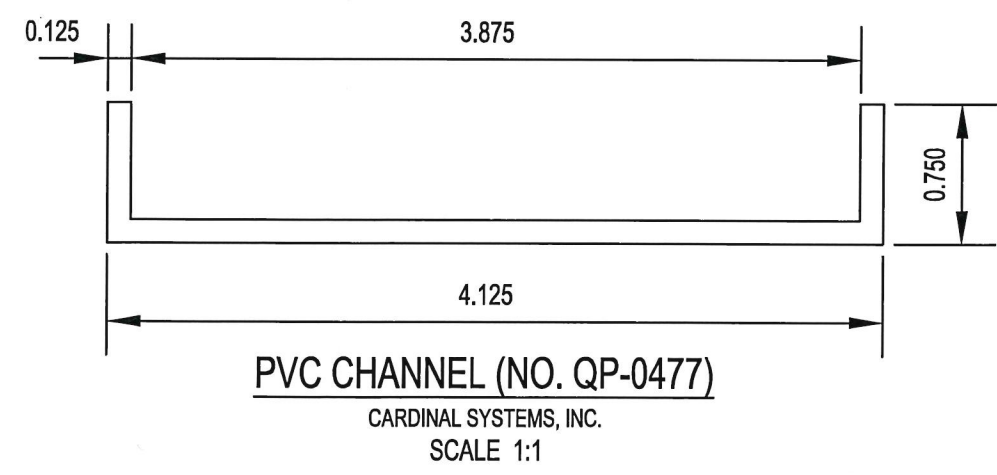 0.125
3.875
0.750
4.125
PVC CHANNEL (NO. QP-0477)
CARDINAL SYSTEMS, INC.
SCALE 1:1